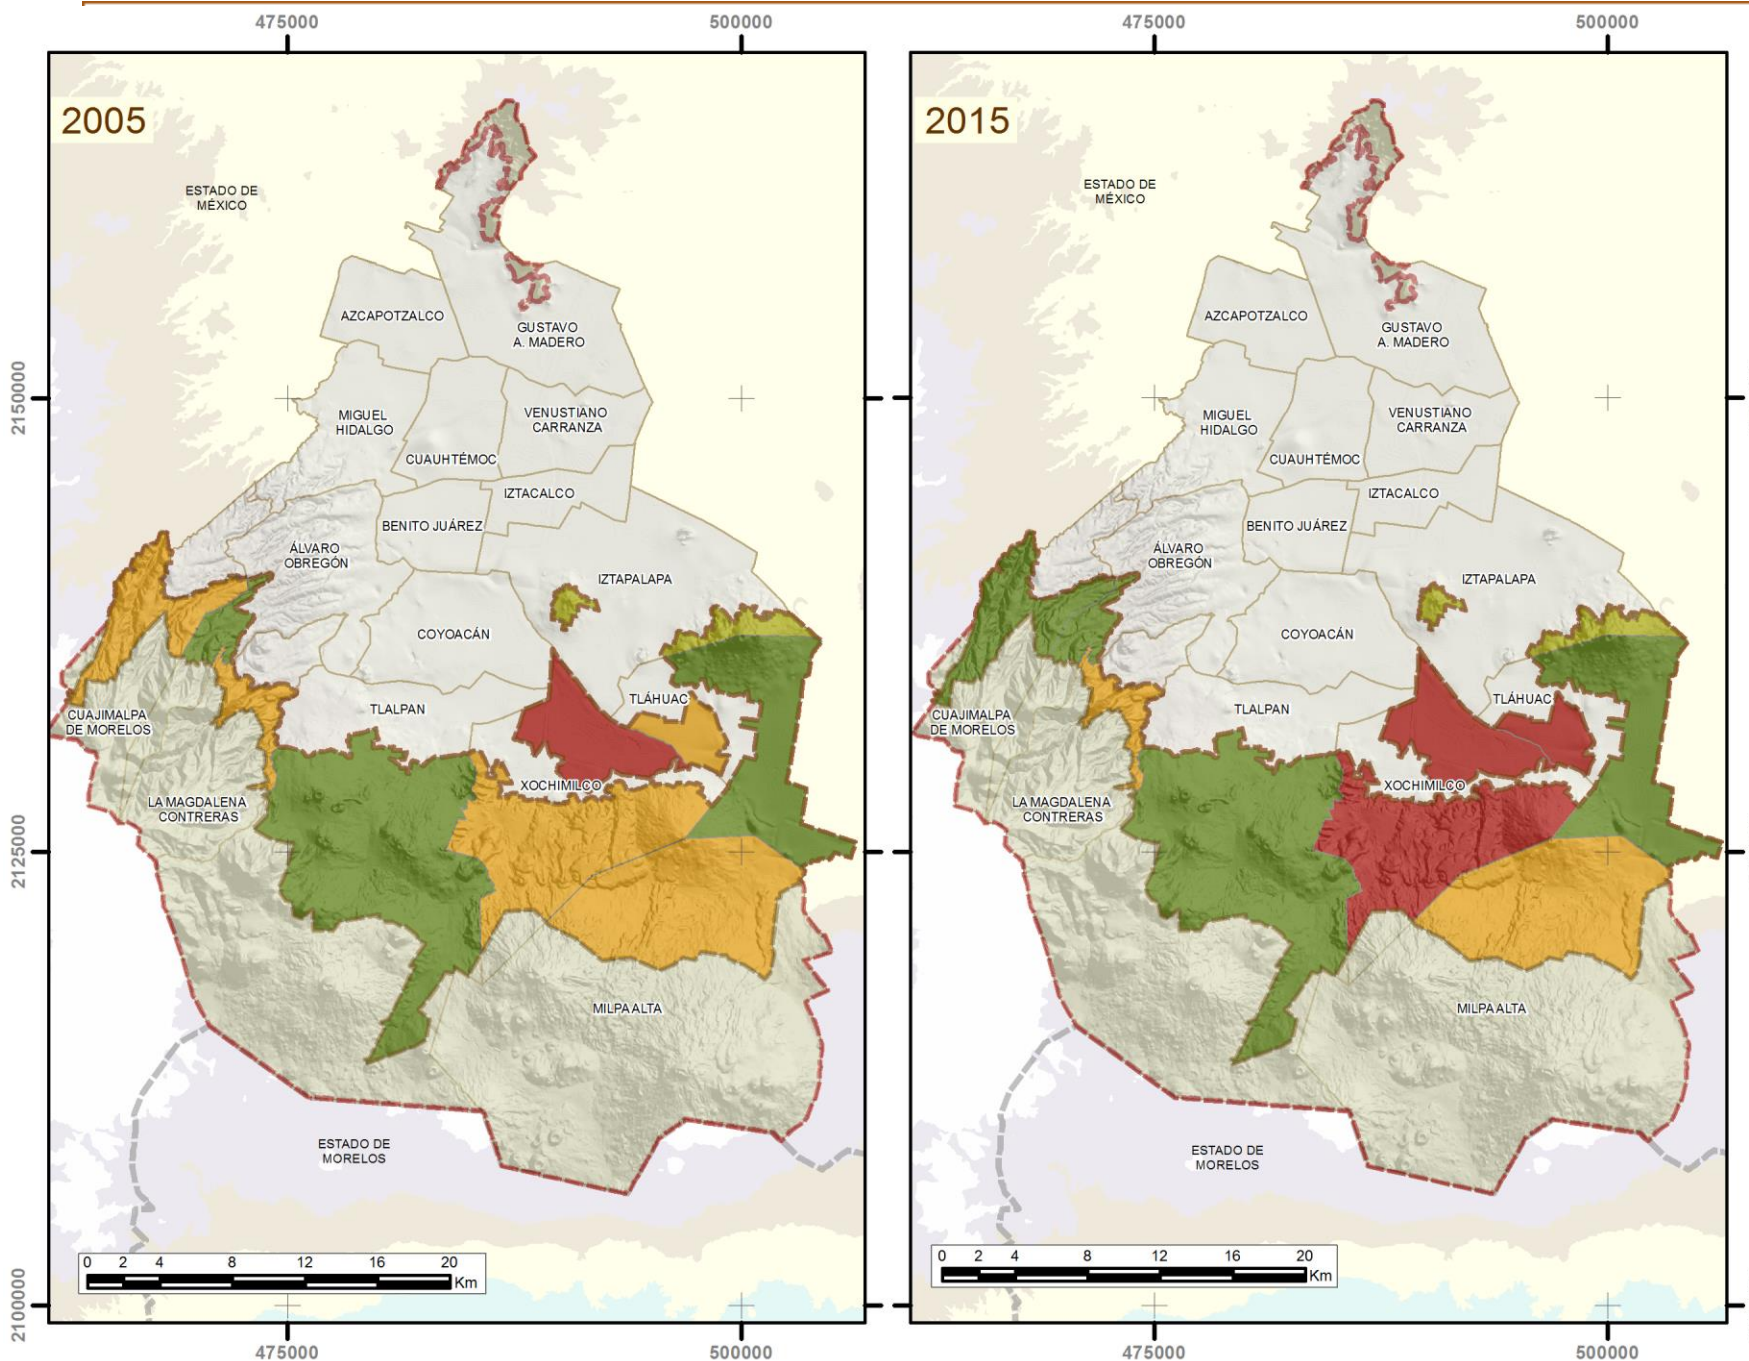 475000
500000
475000
500000
2005
2015
ESTADO DE
MÉXICO
ESTADO DE
MÉXICO
AZCAPOTZALCO
GUSTAVO
A. MADERO
AZCAPOTZALCO
GUSTAVO
A. MADERO
2150000
MIGUEL
HIDALGO
VENUSTIANO
CARRANZA
MIGUEL
HIDALGO
VENUSTIANO
CARRANZA
CUAUHTÉMOC
CUAUHTÉMOC
IZTACALCO
IZTACALCO
BENITO JUÁREZ
BENITO JUÁREZ
ÁLVARO
OBREGÓN
ÁLVARO
OBREGÓN
IZTAPALAPA
IZTAPALAPA
COYOACÁN
COYOACÁN
TLÁHUAC
TLÁHUAC
TLALPAN
TLALPAN
CUAJIMALPA
DE MORELOS
CUAJIMALPA
DE MORELOS
XOCHIMILCO
XOCHIMILCO
LA MAGDALENA
CONTRERAS
LA MAGDALENA
CONTRERAS
2125000
MILPA ALTA
MILPA ALTA
ESTADO DE
MORELOS
ESTADO DE
MORELOS
0 2 4 8 12 16 20
Km
0 2 4 8 12 16 20
Km
2100000
475000
500000
475000
500000